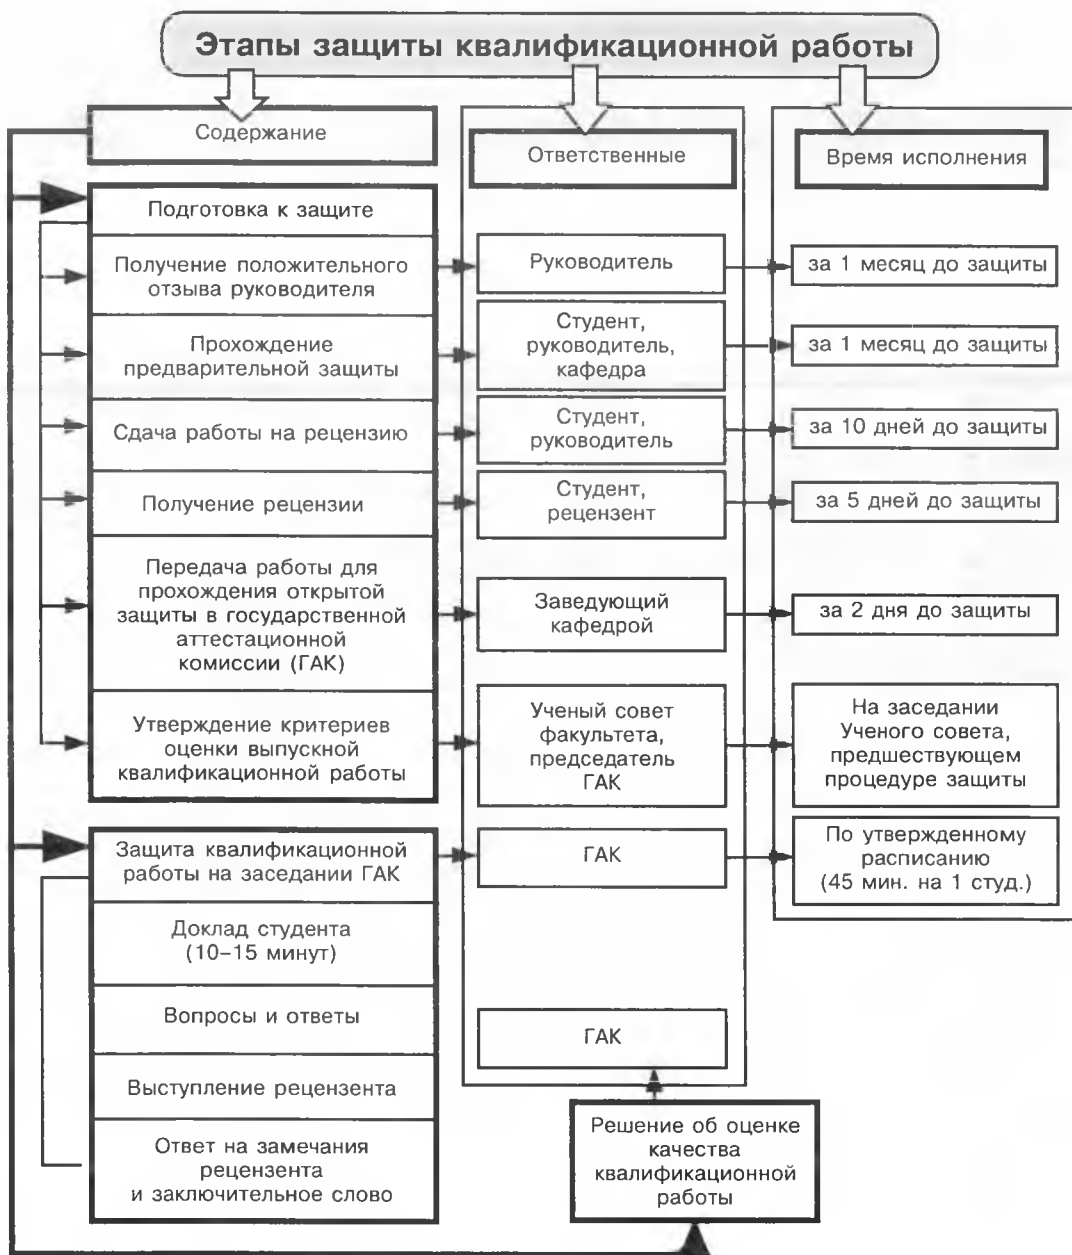 Этапы защиты квалификационной работы
Содержание
Ответственные
Время исполнения
Подготовка к защите
Получение положительного
отзыва руководителя
Руководитель
за 1 месяц до защиты
Прохождение
предварительной защиты
Студент,
руководитель,
кафедра
за 1 месяц до защиты
Сдача работы на рецензию
Студент,
руководитель
за 10 дней до защиты
Получение рецензии
Студент,
рецензент
за 5 дней до защиты
Передача работы для
прохождения открытой
защиты в государственной
аттестационной
комиссии (ГАК)
Заведующий
кафедрой
за 2 дня до защиты
Утверждение критериев
оценки выпускной
квалификационной работы
Ученый совет
факультета,
председатель
ГАК
На заседании
Ученого совета,
предшествующем
процедуре защиты
Защита квалификационной
работы на заседании ГАК
ГАК
По утвержденному
расписанию
(45 мин. на 1 студ.)
Доклад студента
(10–15 минут)
Вопросы и ответы
ГАК
Выступление рецензента
Ответ на замечания
рецензента
и заключительное слово
Решение об оценке
качества
квалификационной
работы